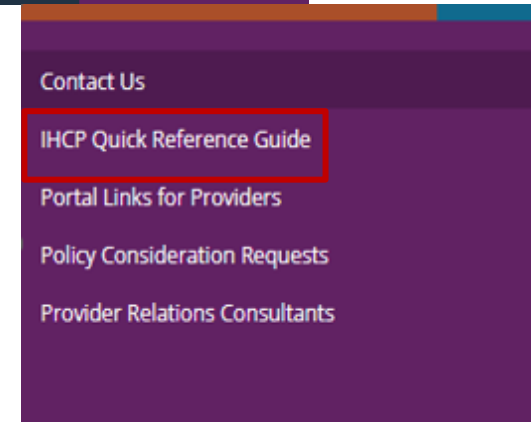 Contact Us
IHCP Quick Reference Guide
Portal Links for Providers
Policy Consideration Requests
Provider Relations Consultants